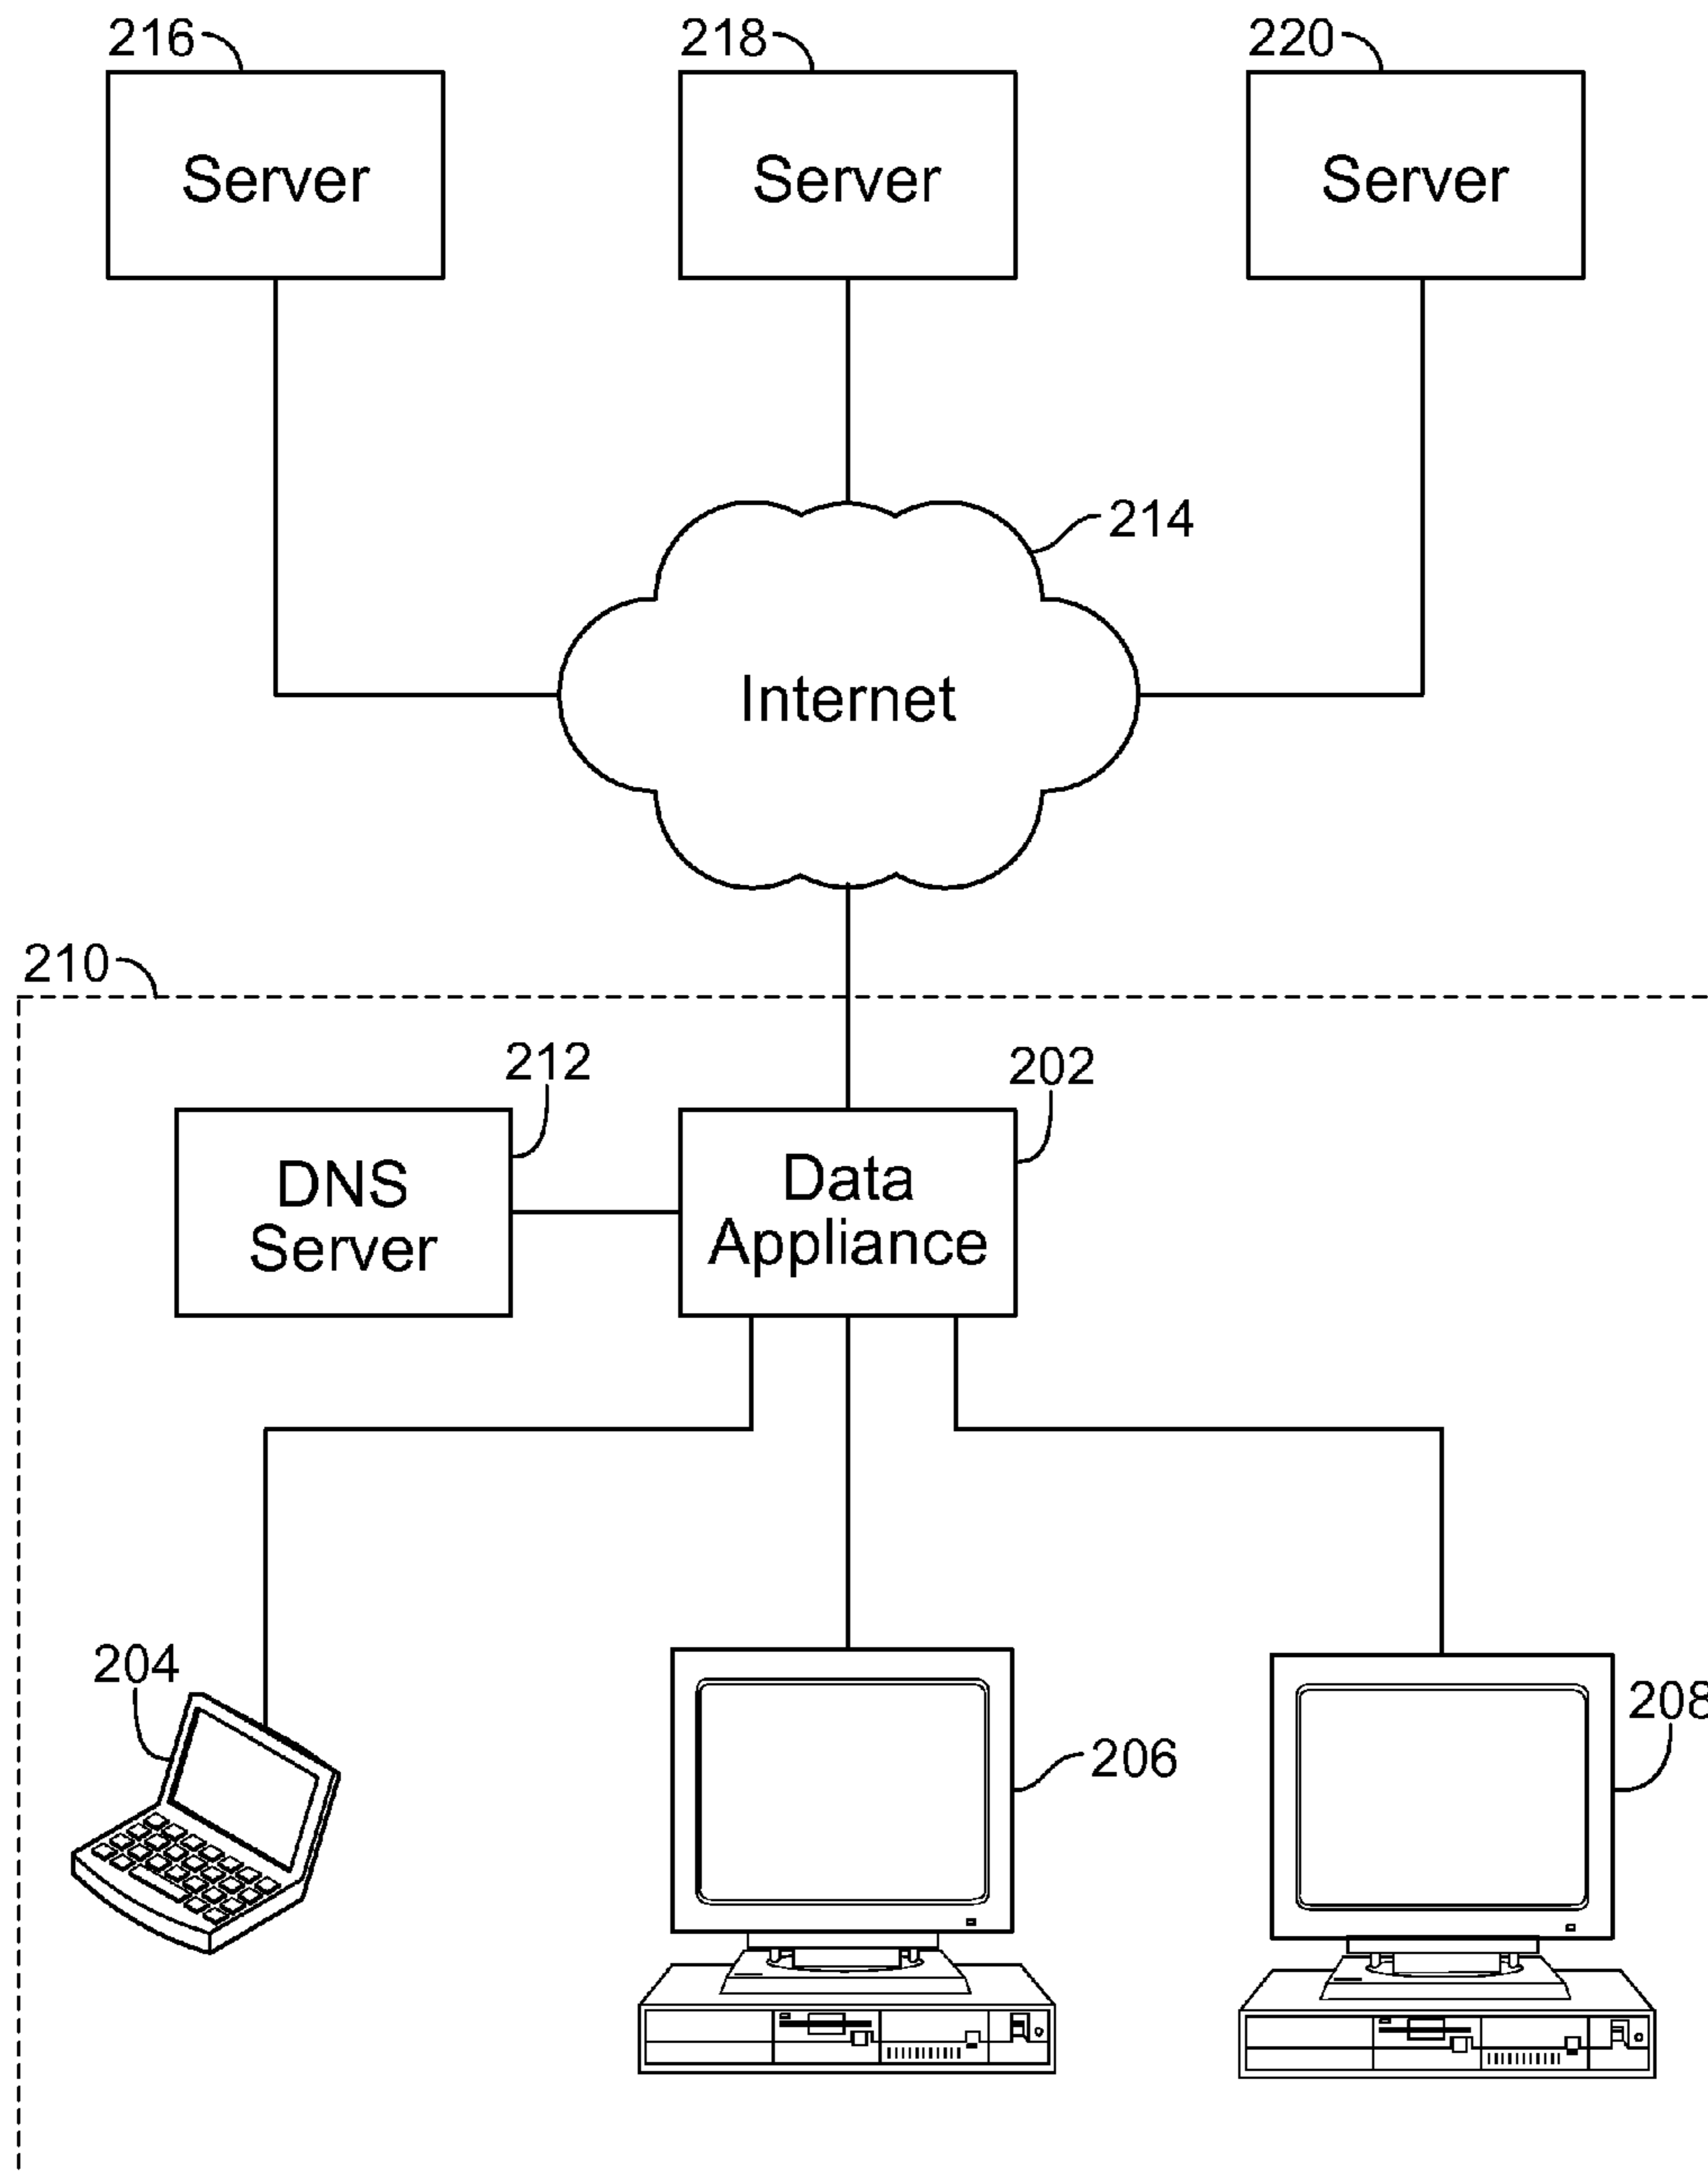 216
218
220
Server
Server
Server
214
Internet
210
212
202
DNS
Server
Data
Appliance
204
206
208